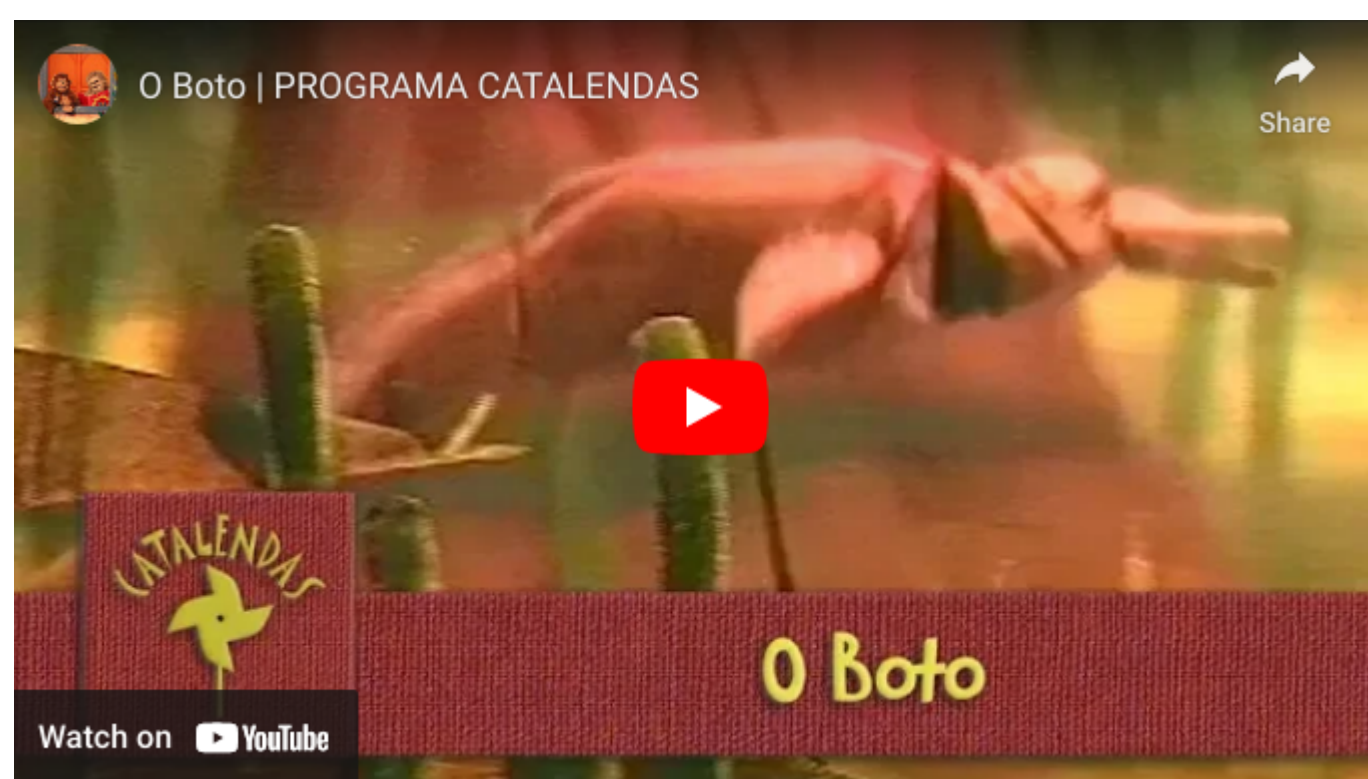 O Boto | PROGRAMA CATALENDAS
Share
CATALENDAS
O Boto
Watch on YouTube